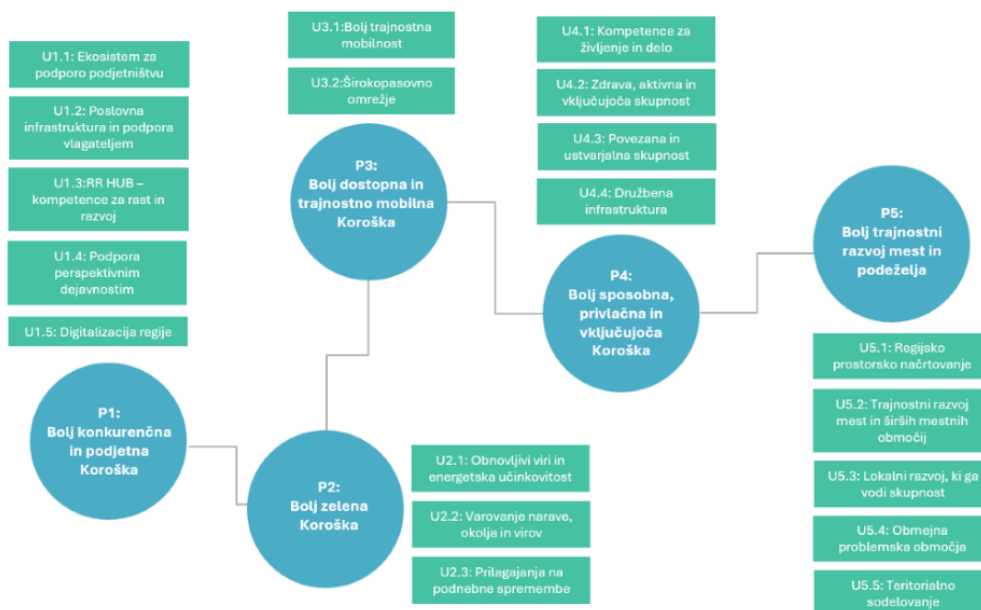 U1.1: Ekosistem za
podporo podjetništvu
U1.2: Poslovna
infrastruktura in podpora
vlagateljem
U1.3:RR HUB –
kompetence za rast in
razvoj
U1.4: Podpora
perspektivnim
dejavnostim
U1.5: Digitalizacija regije
P1:
Bolj konkurenčna
in podjetna
Koroška
P2:
Bolj zelena
Koroška
U2.1: Obnovljivi viri in
energetska učinkovitost
U2.2: Varovanje narave,
okolja in virov
U2.3: Prilagajanja na
podnebne spremembe
U3.1:Bolj trajnostna
mobilnost
U3.2:Širokopasovno
omrežje
P3:
Bolj dostopna in
trajnostno mobilna
Koroška
U4.1: Kompetence za
življenje in delo
U4.2: Zdrava, aktivna in
vključujoča skupnost
U4.3: Povezana in
ustvarjalna skupnost
U4.4: Družbena
infrastruktura
P4:
Bolj sposobna,
privlačna in
vključujoča
Koroška
P5:
Bolj trajnostni
razvoj mest in
podeželja
U5.1: Regijsko
prostorsko načrtovanje
U5.2: Trajnostni razvoj
mest in širših mestnih
območij
U5.3: Lokalni razvoj, ki ga
vodi skupnost
U5.4: Obmejna
problemska območja
U5.5: Teritorialno
sodelovanje